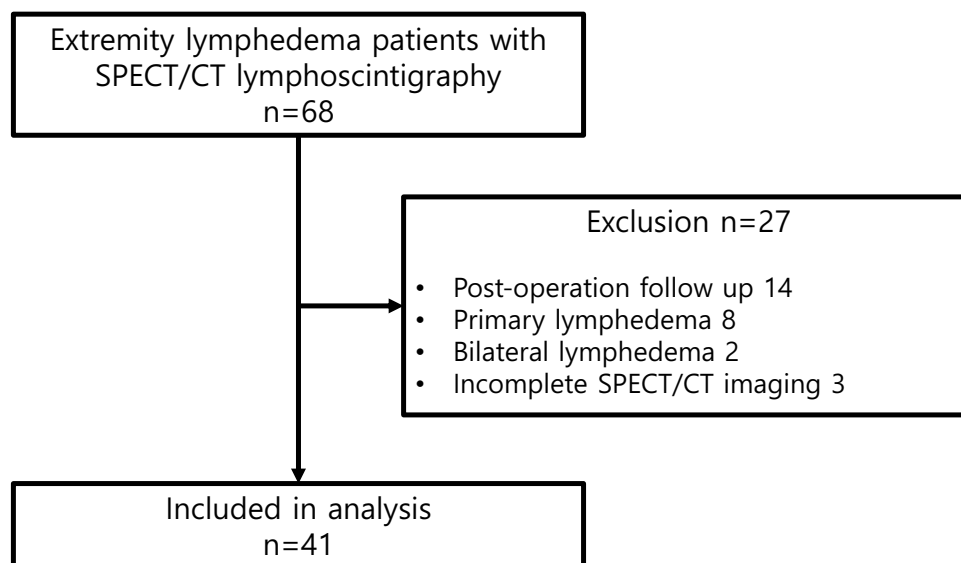 Extremity lymphedema patients with
SPECT/CT lymphoscintigraphy
n=68
Exclusion n=27
• Post-operation follow up 14
• Primary lymphedema 8
• Bilateral lymphedema 2
• Incomplete SPECT/CT imaging 3
Included in analysis
n=41